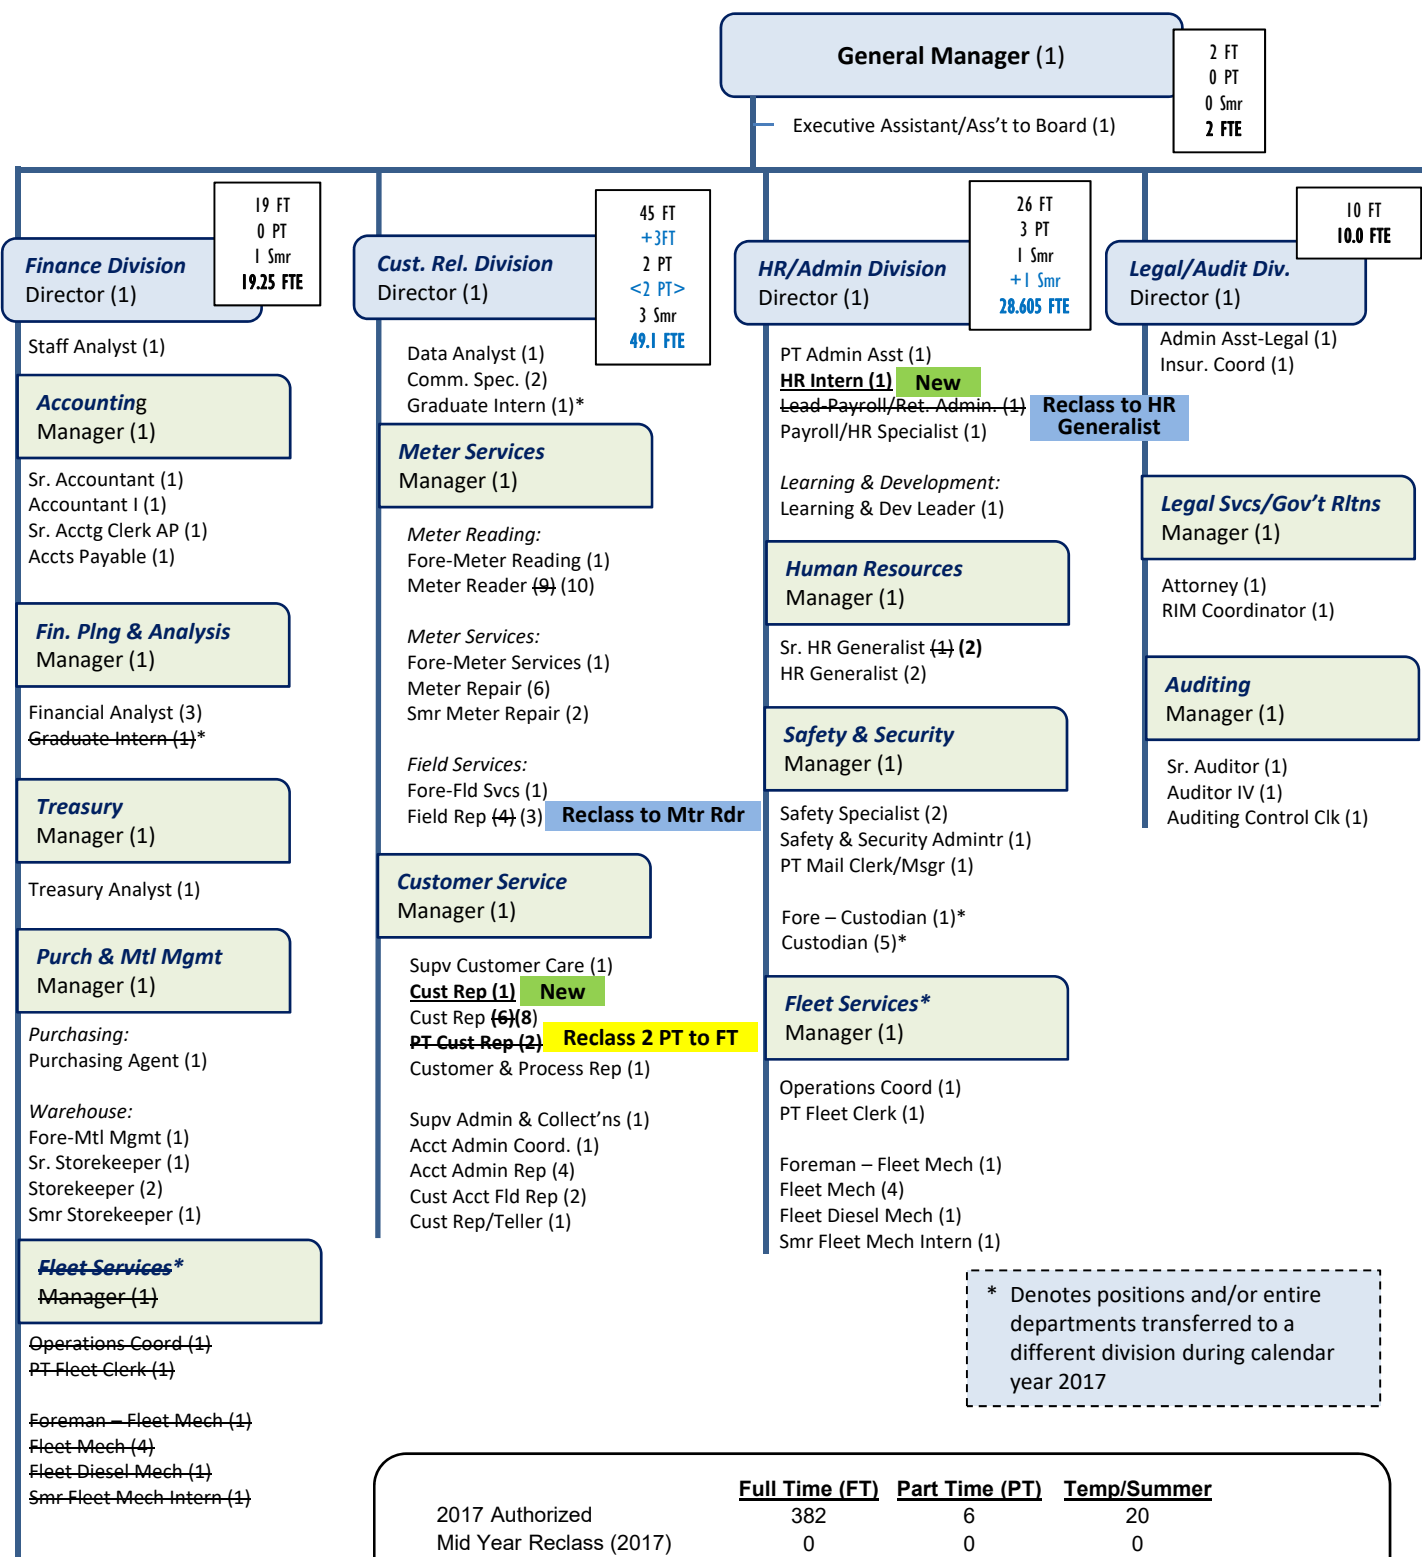 General Manager (1)
2 FT
0 PT
0 Smr
2 FTE
Executive Assistant/Ass't to Board (1)
19 FT
0 PT
1 Smr
19.25 FTE
Finance Division
Director (1)
Staff Analyst (1)
Accounting
Manager (1)
Sr. Accountant (1)
Accountant I (1)
Sr. Acctg Clerk AP (1)
Accts Payable (1)
Fin. Plng & Analysis
Manager (1)
Financial Analyst (3)
Graduate Intern (1)*
Treasury
Manager (1)
Treasury Analyst (1)
Purch & Mtl Mgmt
Manager (1)
Purchasing:
Purchasing Agent (1)
Warehouse:
Fore-Mtl Mgmt (1)
Sr. Storekeeper (1)
Storekeeper (2)
Smr Storekeeper (1)
Fleet Services*
Manager (1)
Operations Coord (1)
PT Fleet Clerk (1)
Foreman – Fleet Mech (1)
Fleet Mech (4)
Fleet Diesel Mech (1)
Smr Fleet Mech Intern (1)
45 FT
+3FT
2 PT
<2 PT>
3 Smr
49.1 FTE
Cust. Rel. Division
Director (1)
Data Analyst (1)
Comm. Spec. (2)
Graduate Intern (1)*
Meter Services
Manager (1)
Meter Reading:
Fore-Meter Reading (1)
Meter Reader (9) (10)
Meter Services:
Fore-Meter Services (1)
Meter Repair (6)
Smr Meter Repair (2)
Field Services:
Fore-Fld Svcs (1)
Field Rep (4) (3) Reclass to Mtr Rdr
Customer Service
Manager (1)
Supv Customer Care (1)
Cust Rep (1) New
Cust Rep (6)(8)
PT Cust Rep (2) Reclass 2 PT to FT
Customer & Process Rep (1)
Supv Admin & Collect'ns (1)
Acct Admin Coord. (1)
Acct Admin Rep (4)
Cust Acct Fld Rep (2)
Cust Rep/Teller (1)
26 FT
3 PT
1 Smr
+1 Smr
28.605 FTE
HR/Admin Division
Director (1)
PT Admin Asst (1)
HR Intern (1) New
Lead-Payroll/Ret. Admin. (1) Reclass to HR
Generalist
Payroll/HR Specialist (1)
Learning & Development:
Learning & Dev Leader (1)
Human Resources
Manager (1)
Sr. HR Generalist (1) (2)
HR Generalist (2)
Safety & Security
Manager (1)
Safety Specialist (2)
Safety & Security Admintr (1)
PT Mail Clerk/Msgr (1)
Fore – Custodian (1)*
Custodian (5)*
Fleet Services*
Manager (1)
Operations Coord (1)
PT Fleet Clerk (1)
Foreman – Fleet Mech (1)
Fleet Mech (4)
Fleet Diesel Mech (1)
Smr Fleet Mech Intern (1)
10 FT
10.0 FTE
Legal/Audit Div.
Director (1)
Admin Asst-Legal (1)
Insur. Coord (1)
Legal Svcs/Gov't Rltns
Manager (1)
Attorney (1)
RIM Coordinator (1)
Auditing
Manager (1)
Sr. Auditor (1)
Auditor IV (1)
Auditing Control Clk (1)
* Denotes positions and/or entire
departments transferred to a
different division during calendar
year 2017
Full Time (FT) Part Time (PT) Temp/Summer
2017 Authorized 382 6 20
Mid Year Reclass (2017) 0 0 0